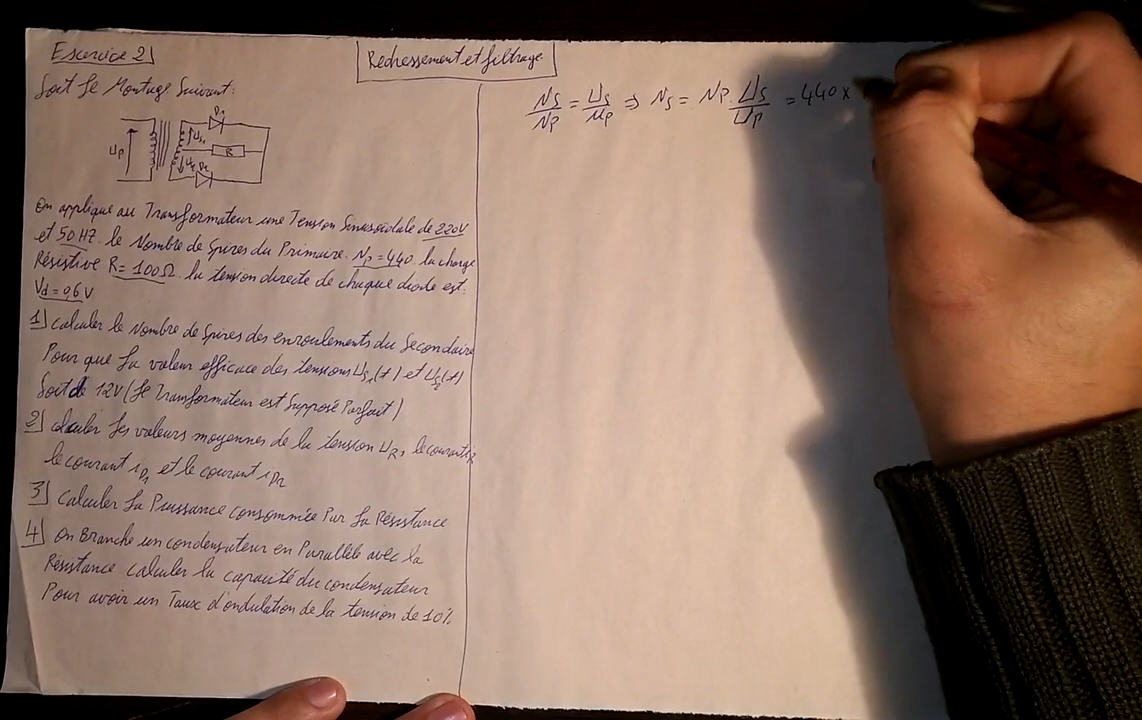 Exercice 2
Redressement et filtrage
Soit le Montage Suivant:
D1
Up
Us1
R
U2 D2
NS/NP = US/UP ⇒ NS = NP · US/UP = 440 x
On applique au Transformateur une Tension Sinusoïdale de 220V
et 50 HZ. le Nombre de Spires du Primaire. NP = 440 la charge
Résistive R = 100Ω la tension directe de chaque diode est:
Vd = 0,6 V
1) Calculer le Nombre de Spires des enroulements du Secondaire
Pour que la valeur efficace des tensions US1(t) et US2(t)
Soit de 12V (le Transformateur est Supposé Parfait)
2) Calculer les valeurs moyennes de la tension UR, le courant iR
le courant iD1 et le courant iD2
3) Calculer la Puissance consommée Par la Résistance
4) On Branche un condensateur en Parallèle avec la
Résistance calculer la capacité du condensateur
Pour avoir un Taux d'ondulation de la tension de 10%